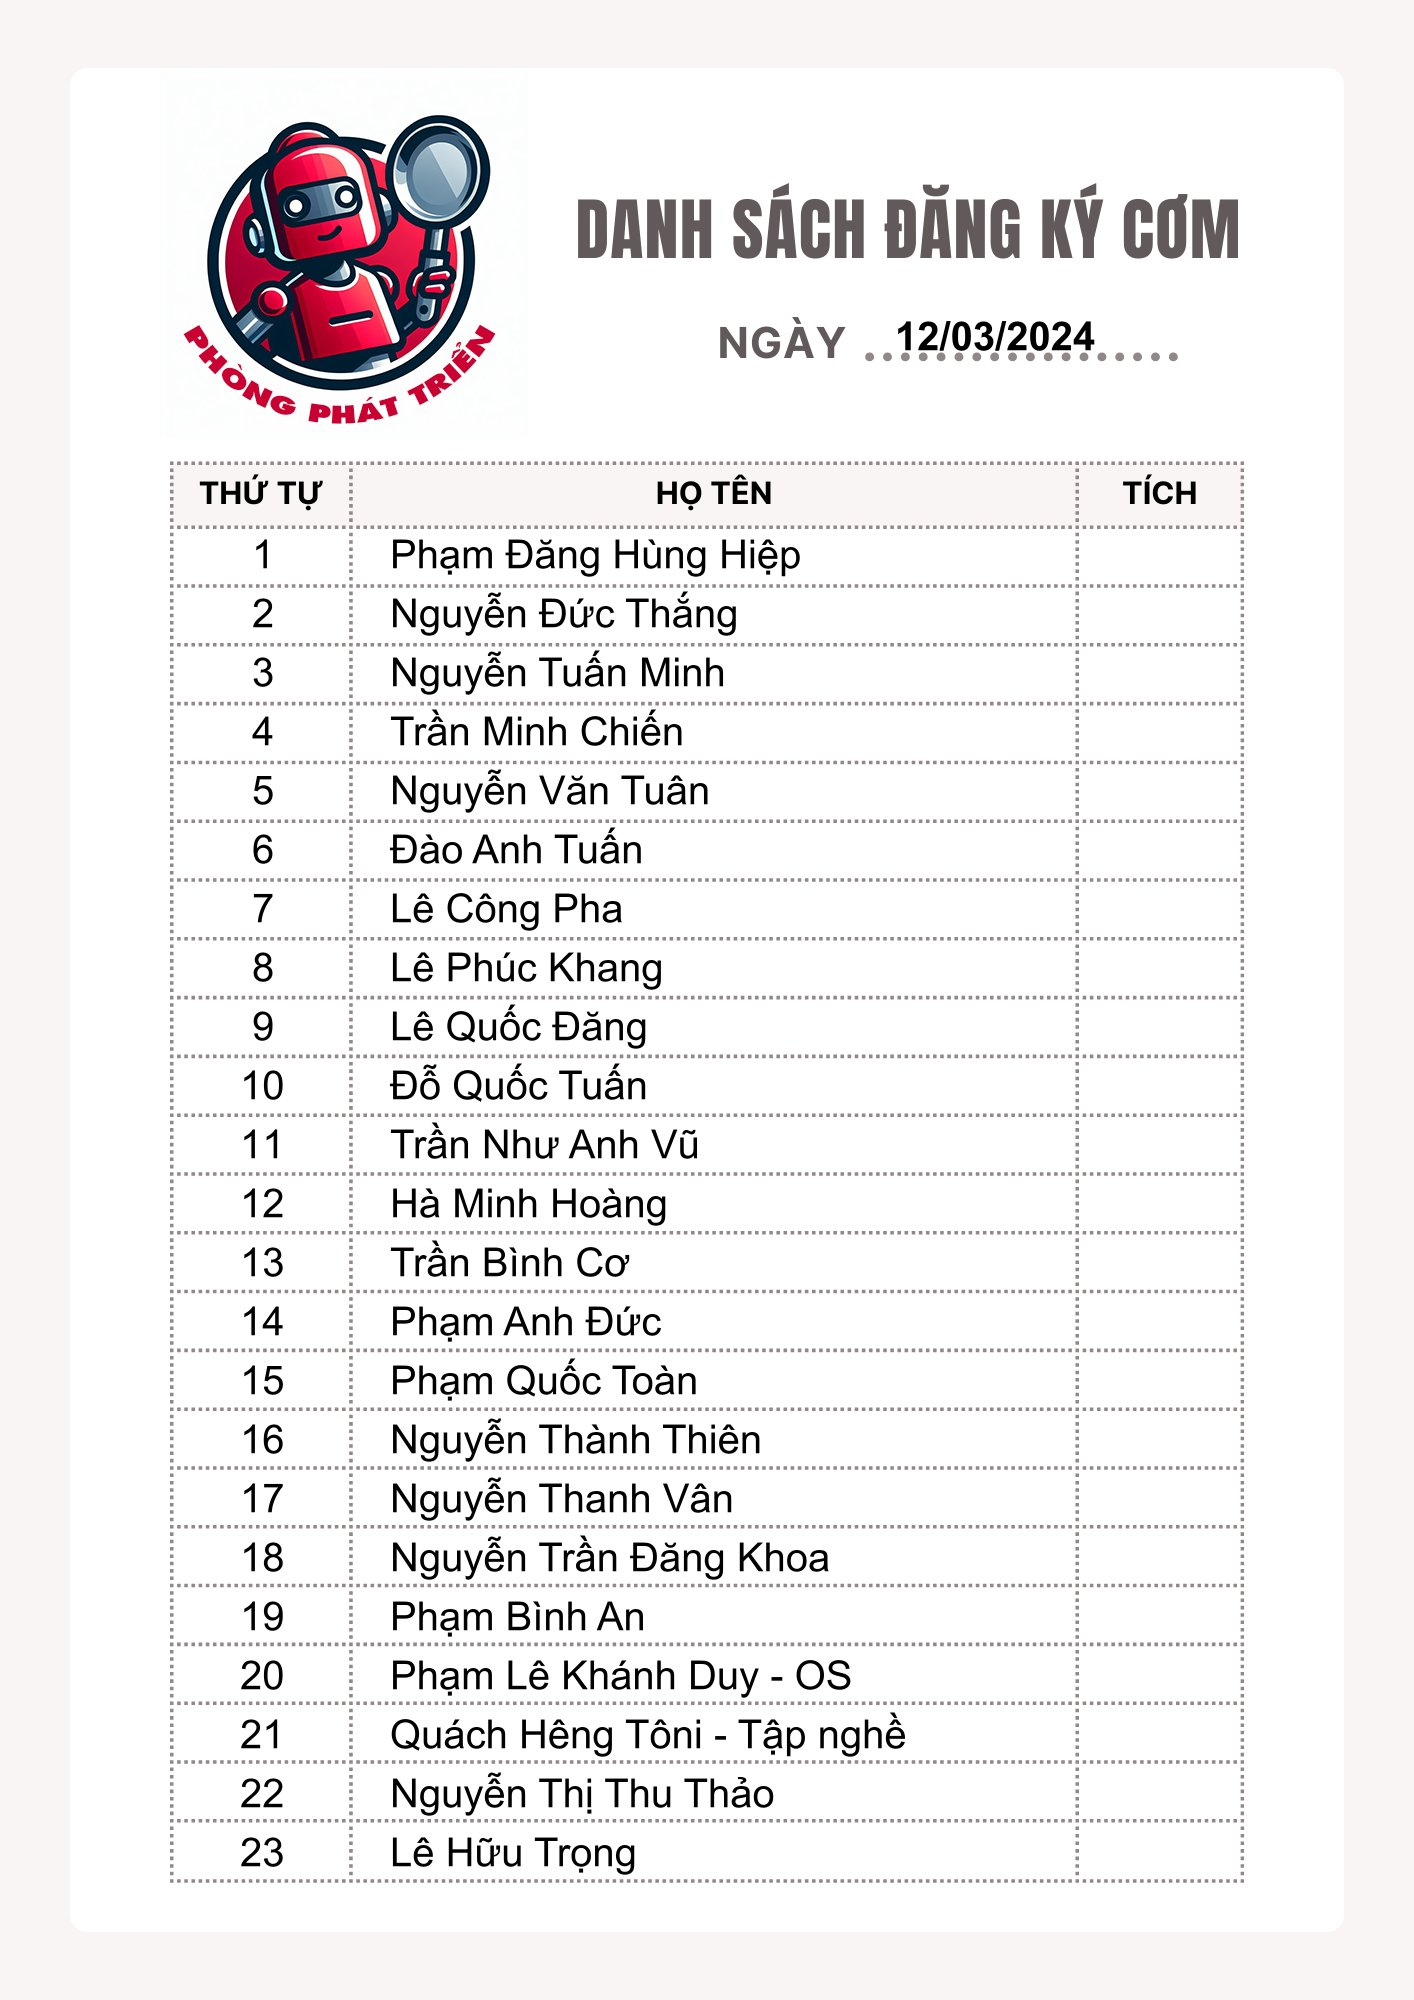 PHÒNG PHÁT TRIỂN
DANH SÁCH ĐĂNG KÝ CƠM
NGÀY 12/03/2024
THỨ TỰ HỌ TÊN TÍCH
1 Phạm Đăng Hùng Hiệp
2 Nguyễn Đức Thắng
3 Nguyễn Tuấn Minh
4 Trần Minh Chiến
5 Nguyễn Văn Tuân
6 Đào Anh Tuấn
7 Lê Công Pha
8 Lê Phúc Khang
9 Lê Quốc Đăng
10 Đỗ Quốc Tuấn
11 Trần Như Anh Vũ
12 Hà Minh Hoàng
13 Trần Bình Cơ
14 Phạm Anh Đức
15 Phạm Quốc Toàn
16 Nguyễn Thành Thiên
17 Nguyễn Thanh Vân
18 Nguyễn Trần Đăng Khoa
19 Phạm Bình An
20 Phạm Lê Khánh Duy - OS
21 Quách Hêng Tôni - Tập nghề
22 Nguyễn Thị Thu Thảo
23 Lê Hữu Trọng